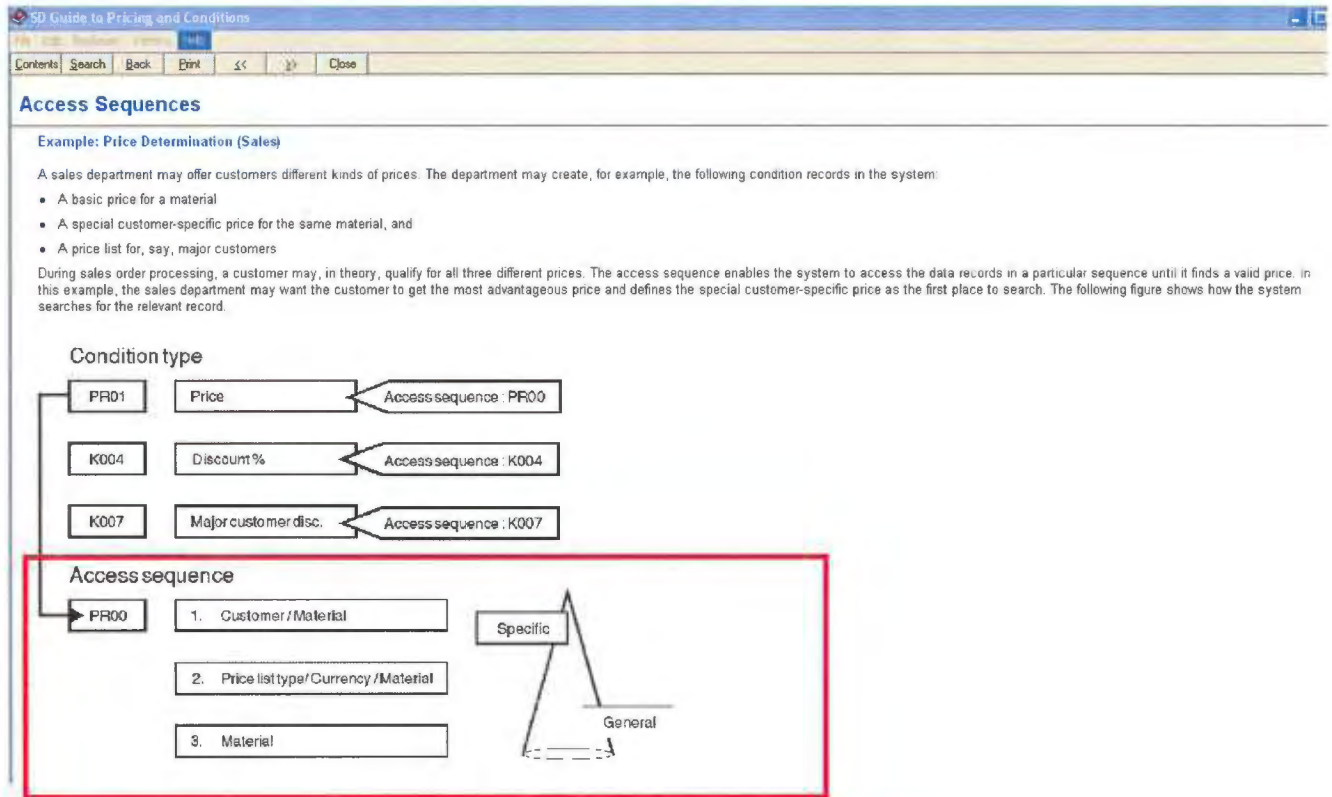 SD Guide to Pricing and Conditions
Contents Search Back Print << >> Close
Access Sequences
Example: Price Determination (Sales)
A sales department may offer customers different kinds of prices. The department may create, for example, the following condition records in the system:
• A basic price for a material
• A special customer-specific price for the same material, and
• A price list for, say, major customers
During sales order processing, a customer may, in theory, qualify for all three different prices. The access sequence enables the system to access the data records in a particular sequence until it finds a valid price. In
this example, the sales department may want the customer to get the most advantageous price and defines the special customer-specific price as the first place to search. The following figure shows how the system
searches for the relevant record.
Condition type
PR01 Price Access sequence : PR00
K004 Discount % Access sequence : K004
K007 Major customer disc. Access sequence : K007
Access sequence
PR00 1. Customer / Material
Specific
2. Price list type / Currency / Material
General
3. Material